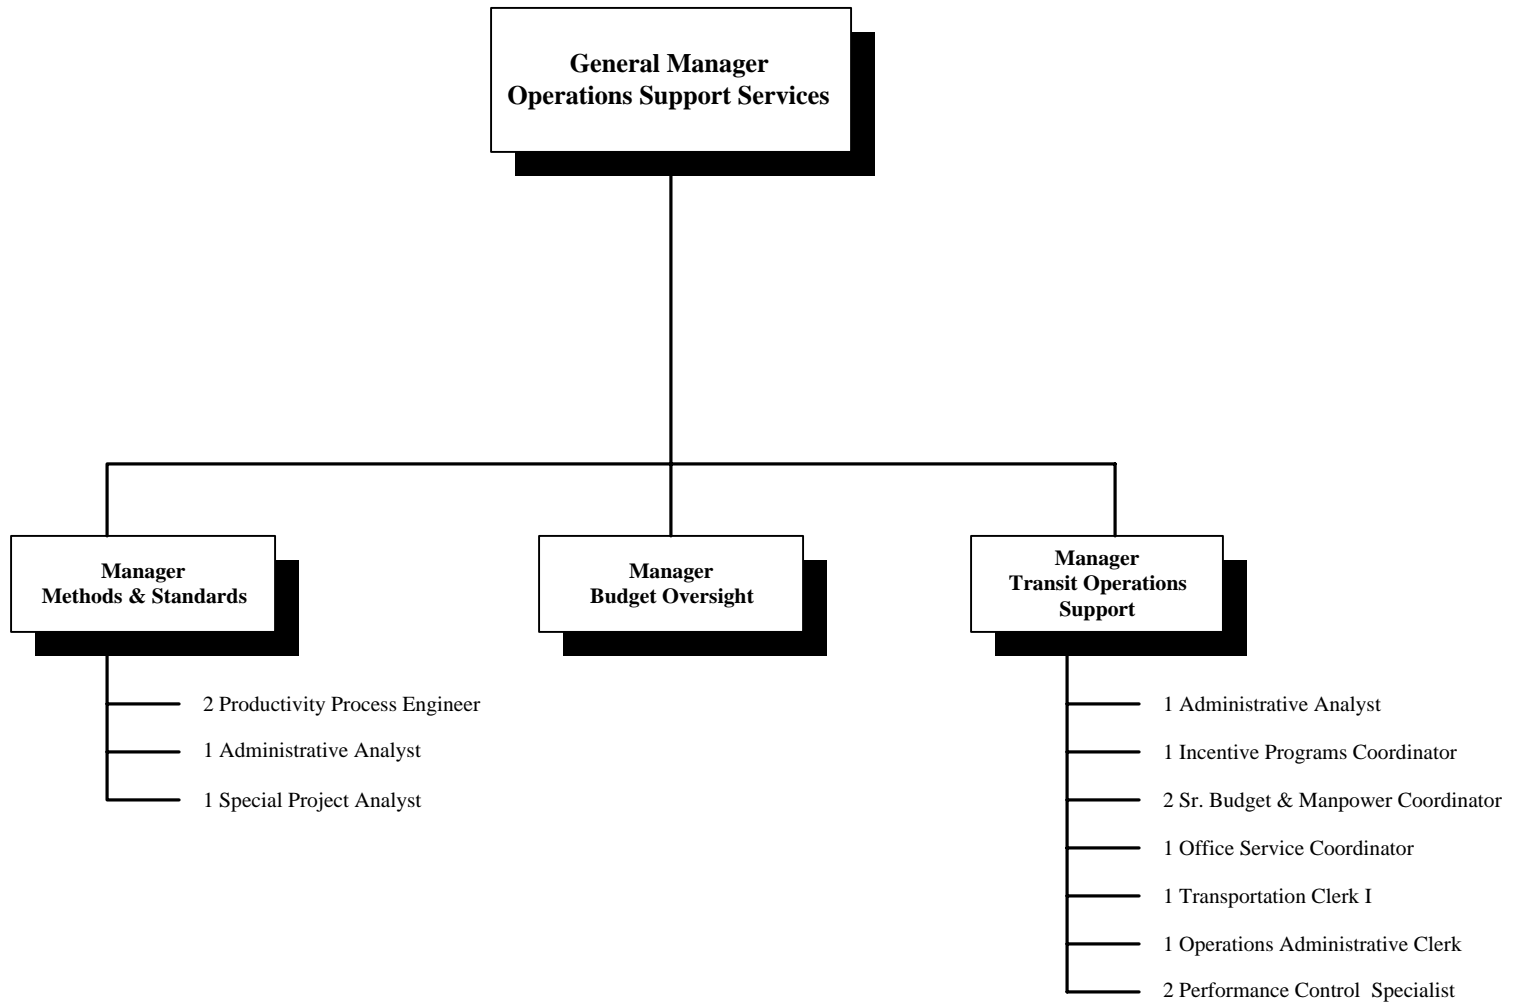 General Manager
Operations Support Services
Manager
Methods & Standards
Manager
Budget Oversight
Manager
Transit Operations
Support
2 Productivity Process Engineer
1 Administrative Analyst
1 Special Project Analyst
1 Administrative Analyst
1 Incentive Programs Coordinator
2 Sr. Budget & Manpower Coordinator
1 Office Service Coordinator
1 Transportation Clerk I
1 Operations Administrative Clerk
2 Performance Control  Specialist